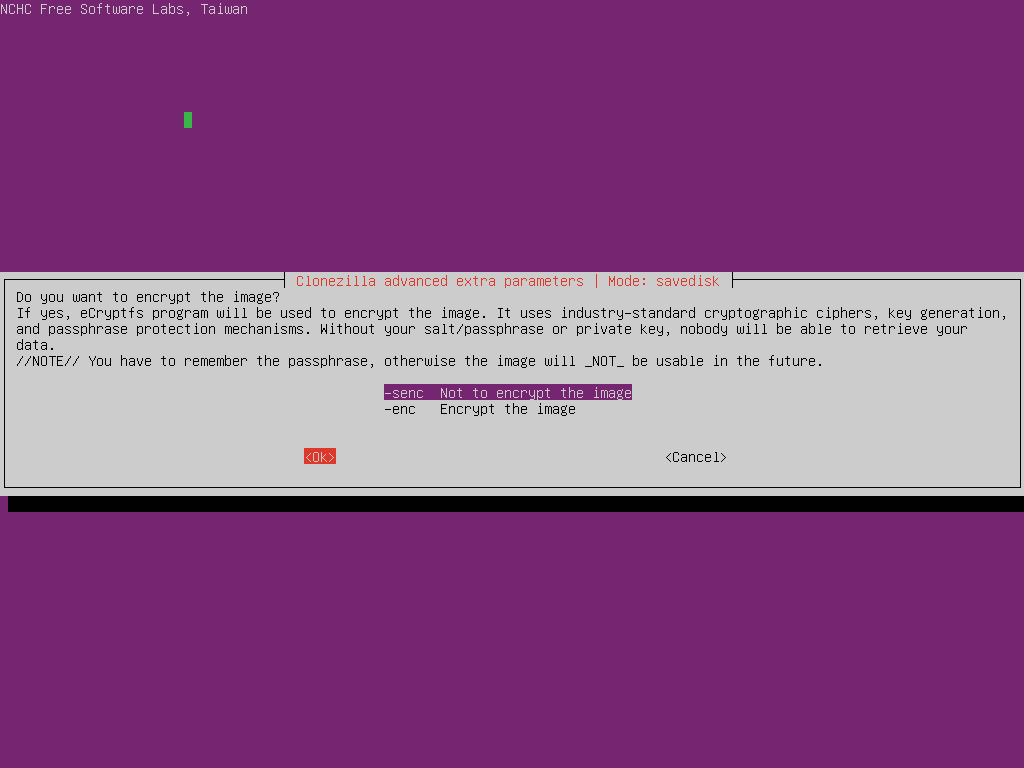 NCHC Free Software Labs, Taiwan
Clonezilla advanced extra parameters | Mode: savedisk
Do you want to encrypt the image?
If yes, eCryptfs program will be used to encrypt the image. It uses industry-standard cryptographic ciphers, key generation,
and passphrase protection mechanisms. Without your salt/passphrase or private key, nobody will be able to retrieve your
data.
//NOTE// You have to remember the passphrase, otherwise the image will _NOT_ be usable in the future.
-senc  Not to encrypt the image
-enc   Encrypt the image
<Ok> <Cancel>